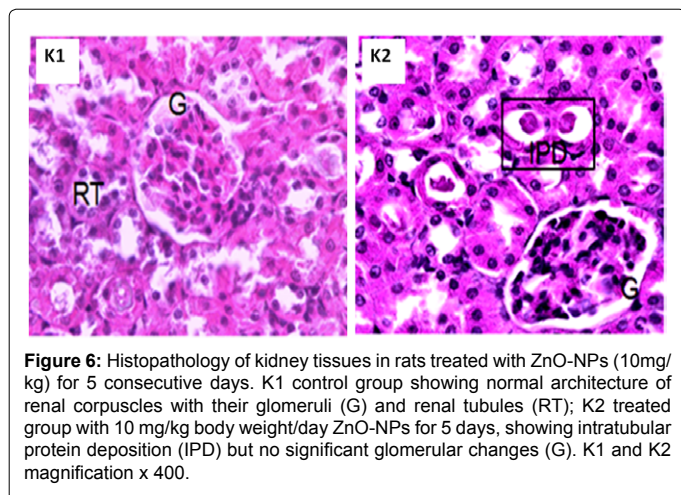 K1
G
RT
K2
IPD
G
Figure 6: Histopathology of kidney tissues in rats treated with ZnO-NPs (10mg/
kg) for 5 consecutive days. K1 control group showing normal architecture of
renal corpuscles with their glomeruli (G) and renal tubules (RT); K2 treated
group with 10 mg/kg body weight/day ZnO-NPs for 5 days, showing intratubular
protein deposition (IPD) but no significant glomerular changes (G). K1 and K2
magnification x 400.